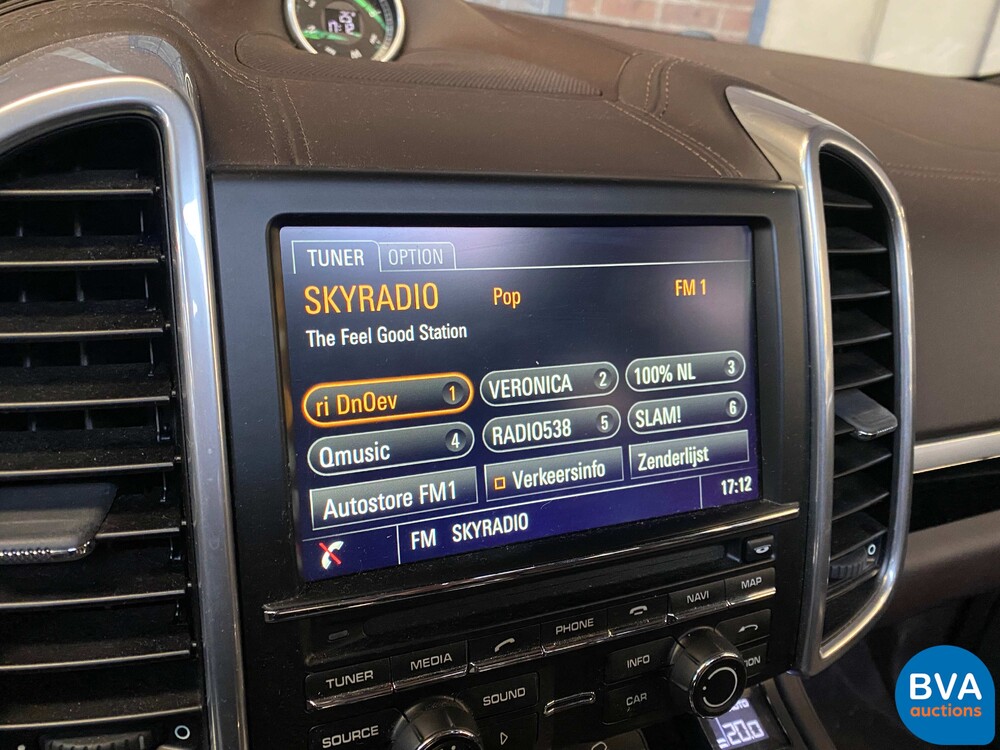 TUNER OPTION
SKYRADIO Pop FM 1
The Feel Good Station
ri DnOev 1 VERONICA 2 100% NL 3
Qmusic 4 RADIO538 5 SLAM! 6
Autostore FM1 Verkeersinfo Zenderlijst
FM SKYRADIO 17:12
TUNER MEDIA PHONE NAVI MAP
SOUND INFO
SOURCE CAR
BVA
auctions